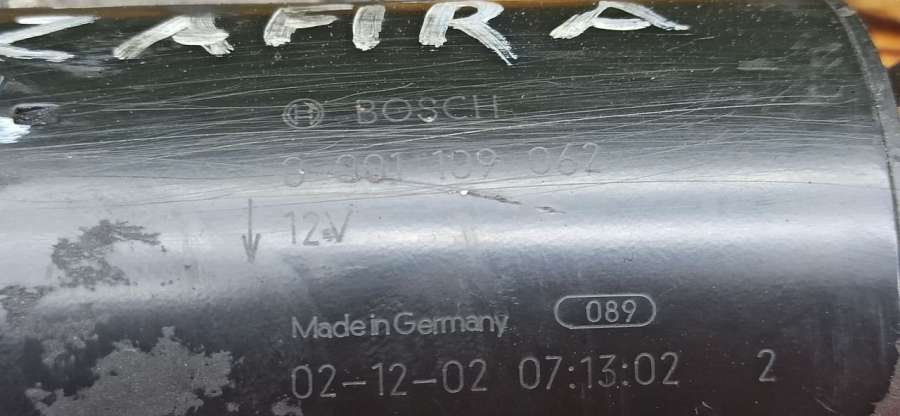 ZAFIRA
BOSCH
0 001 109 062
12V
Made in Germany 089
02-12-02 07:13:02 2